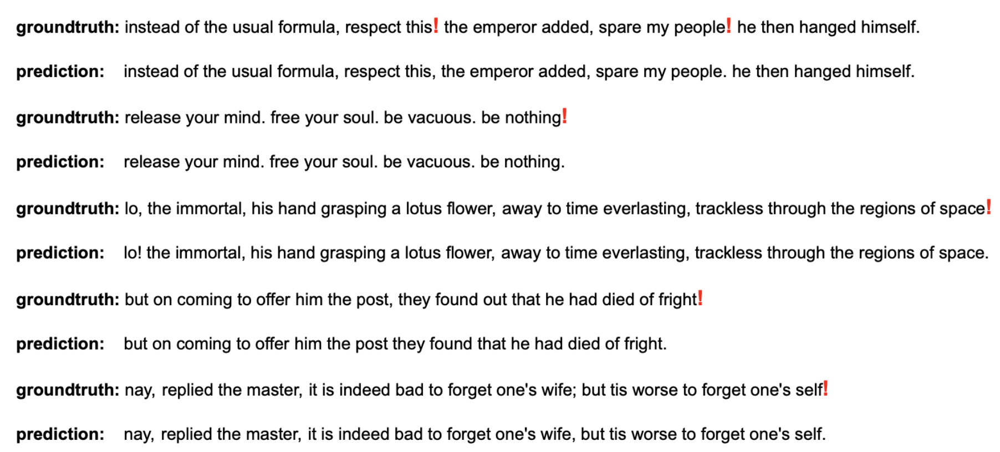 groundtruth: instead of the usual formula, respect this! the emperor added, spare my people! he then hanged himself.
prediction: instead of the usual formula, respect this, the emperor added, spare my people. he then hanged himself.
groundtruth: release your mind. free your soul. be vacuous. be nothing!
prediction: release your mind. free your soul. be vacuous. be nothing.
groundtruth: lo, the immortal, his hand grasping a lotus flower, away to time everlasting, trackless through the regions of space!
prediction: lo! the immortal, his hand grasping a lotus flower, away to time everlasting, trackless through the regions of space.
groundtruth: but on coming to offer him the post, they found out that he had died of fright!
prediction: but on coming to offer him the post they found that he had died of fright.
groundtruth: nay, replied the master, it is indeed bad to forget one's wife; but tis worse to forget one's self!
prediction: nay, replied the master, it is indeed bad to forget one's wife, but tis worse to forget one's self.